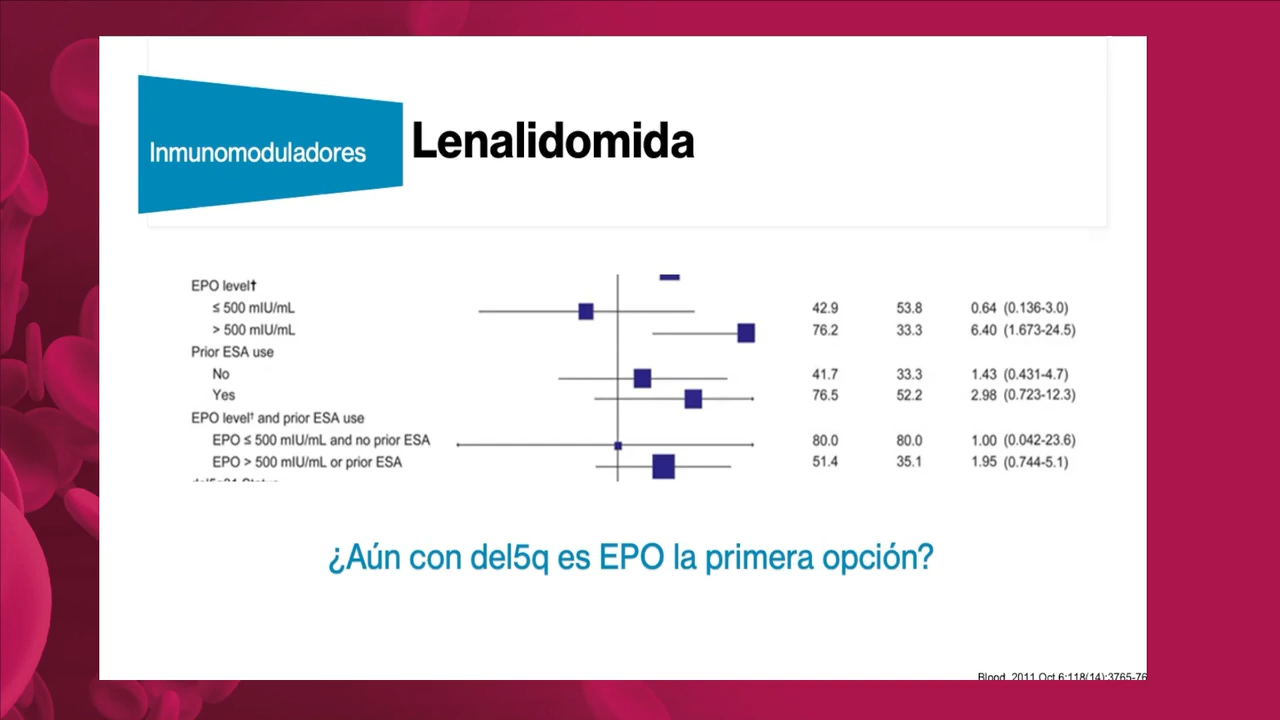 Inmunomoduladores
Lenalidomida
EPO level†
≤ 500 mIU/mL 42.9 53.8 0.64 (0.136-3.0)
> 500 mIU/mL 76.2 33.3 6.40 (1.673-24.5)
Prior ESA use
No 41.7 33.3 1.43 (0.431-4.7)
Yes 76.5 52.2 2.98 (0.723-12.3)
EPO level† and prior ESA use
EPO ≤ 500 mIU/mL and no prior ESA 80.0 80.0 1.00 (0.042-23.6)
EPO > 500 mIU/mL or prior ESA 51.4 35.1 1.95 (0.744-5.1)
¿Aún con del5q es EPO la primera opción?
Blood. 2011 Oct 6;118(14):3765-76